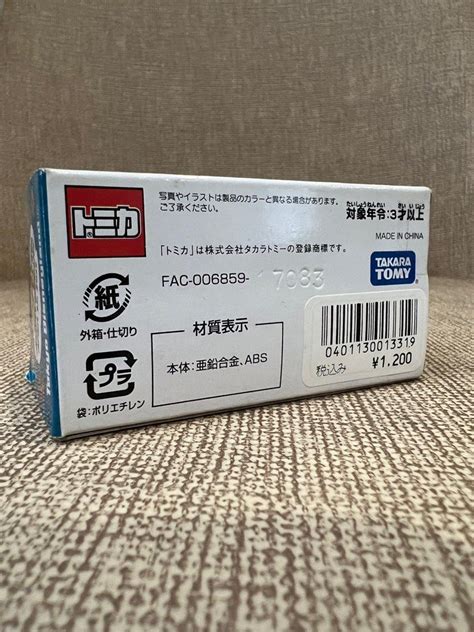 トミカ
写真やイラストは製品のカラーと異なる場合があります。
ご了承ください。
たいしょうねんれい さい いじょう
対象年令:3才以上
MADE IN CHINA
「トミカ」は株式会社タカラトミーの登録商標です。
TAKARA
TOMY
FAC-006859-17083
紙
外箱・仕切り
材質表示
本体:亜鉛合金、ABS
プラ
袋:ポリエチレン
0401130013319
税込み ¥1,200